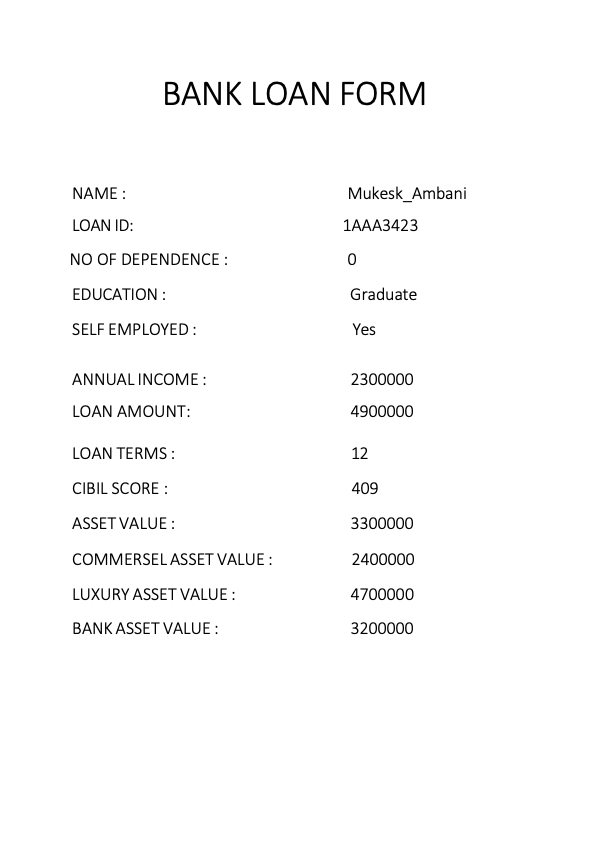 BANK LOAN FORM
NAME : Mukesk_Ambani
LOAN ID: 1AAA3423
NO OF DEPENDENCE : 0
EDUCATION : Graduate
SELF EMPLOYED : Yes
ANNUAL INCOME : 2300000
LOAN AMOUNT: 4900000
LOAN TERMS : 12
CIBIL SCORE : 409
ASSET VALUE : 3300000
COMMERSEL ASSET VALUE : 2400000
LUXURY ASSET VALUE : 4700000
BANK ASSET VALUE : 3200000